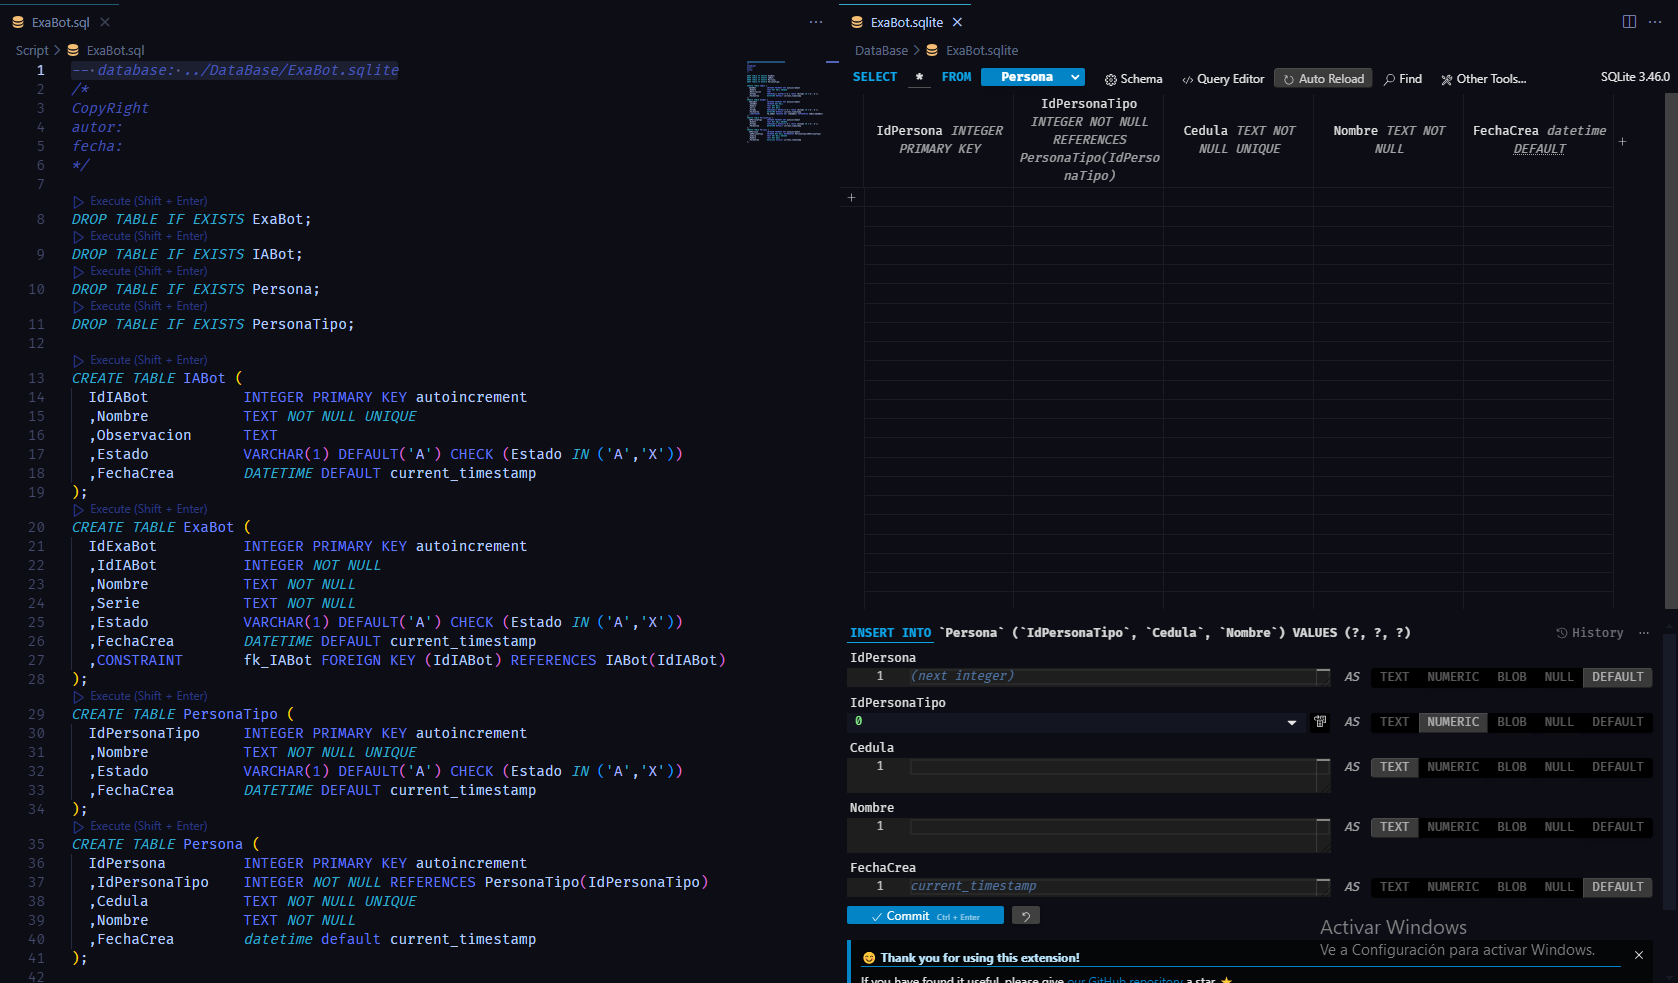 ExaBot.sql
Script > ExaBot.sql
1 -- database: ../DataBase/ExaBot.sqlite
2 /*
3 CopyRight
4 autor:
5 fecha:
6 */
7
Execute (Shift + Enter)
8 DROP TABLE IF EXISTS ExaBot;
Execute (Shift + Enter)
9 DROP TABLE IF EXISTS IABot;
Execute (Shift + Enter)
10 DROP TABLE IF EXISTS Persona;
Execute (Shift + Enter)
11 DROP TABLE IF EXISTS PersonaTipo;
12
Execute (Shift + Enter)
13 CREATE TABLE IABot (
14 IdIABot INTEGER PRIMARY KEY autoincrement
15 ,Nombre TEXT NOT NULL UNIQUE
16 ,Observacion TEXT
17 ,Estado VARCHAR(1) DEFAULT('A') CHECK (Estado IN ('A','X'))
18 ,FechaCrea DATETIME DEFAULT current_timestamp
19 );
Execute (Shift + Enter)
20 CREATE TABLE ExaBot (
21 IdExaBot INTEGER PRIMARY KEY autoincrement
22 ,IdIABot INTEGER NOT NULL
23 ,Nombre TEXT NOT NULL
24 ,Serie TEXT NOT NULL
25 ,Estado VARCHAR(1) DEFAULT('A') CHECK (Estado IN ('A','X'))
26 ,FechaCrea DATETIME DEFAULT current_timestamp
27 ,CONSTRAINT fk_IABot FOREIGN KEY (IdIABot) REFERENCES IABot(IdIABot)
28 );
Execute (Shift + Enter)
29 CREATE TABLE PersonaTipo (
30 IdPersonaTipo INTEGER PRIMARY KEY autoincrement
31 ,Nombre TEXT NOT NULL UNIQUE
32 ,Estado VARCHAR(1) DEFAULT('A') CHECK (Estado IN ('A','X'))
33 ,FechaCrea DATETIME DEFAULT current_timestamp
34 );
Execute (Shift + Enter)
35 CREATE TABLE Persona (
36 IdPersona INTEGER PRIMARY KEY autoincrement
37 ,IdPersonaTipo INTEGER NOT NULL REFERENCES PersonaTipo(IdPersonaTipo)
38 ,Cedula TEXT NOT NULL UNIQUE
39 ,Nombre TEXT NOT NULL
40 ,FechaCrea datetime default current_timestamp
41 );
42
ExaBot.sqlite
DataBase > ExaBot.sqlite
SELECT * FROM Persona Schema Query Editor Auto Reload Find Other Tools... SQLite 3.46.0
IdPersona INTEGER
PRIMARY KEY
IdPersonaTipo
INTEGER NOT NULL
REFERENCES
PersonaTipo(IdPerso
naTipo)
Cedula TEXT NOT
NULL UNIQUE
Nombre TEXT NOT
NULL
FechaCrea datetime
DEFAULT
+
+
INSERT INTO `Persona` (`IdPersonaTipo`, `Cedula`, `Nombre`) VALUES (?, ?, ?) History
IdPersona
1 (next integer) AS TEXT NUMERIC BLOB NULL DEFAULT
IdPersonaTipo
0 AS TEXT NUMERIC BLOB NULL DEFAULT
Cedula
1 AS TEXT NUMERIC BLOB NULL DEFAULT
Nombre
1 AS TEXT NUMERIC BLOB NULL DEFAULT
FechaCrea
1 current_timestamp AS TEXT NUMERIC BLOB NULL DEFAULT
Commit Ctrl + Enter
Activar Windows
Ve a Configuración para activar Windows.
Thank you for using this extension!
If you have found it useful, please give our GitHub repository a star